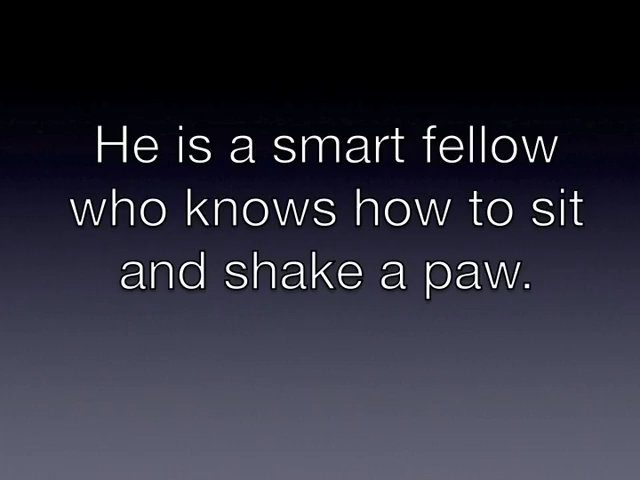 He is a smart fellow
who knows how to sit
and shake a paw.